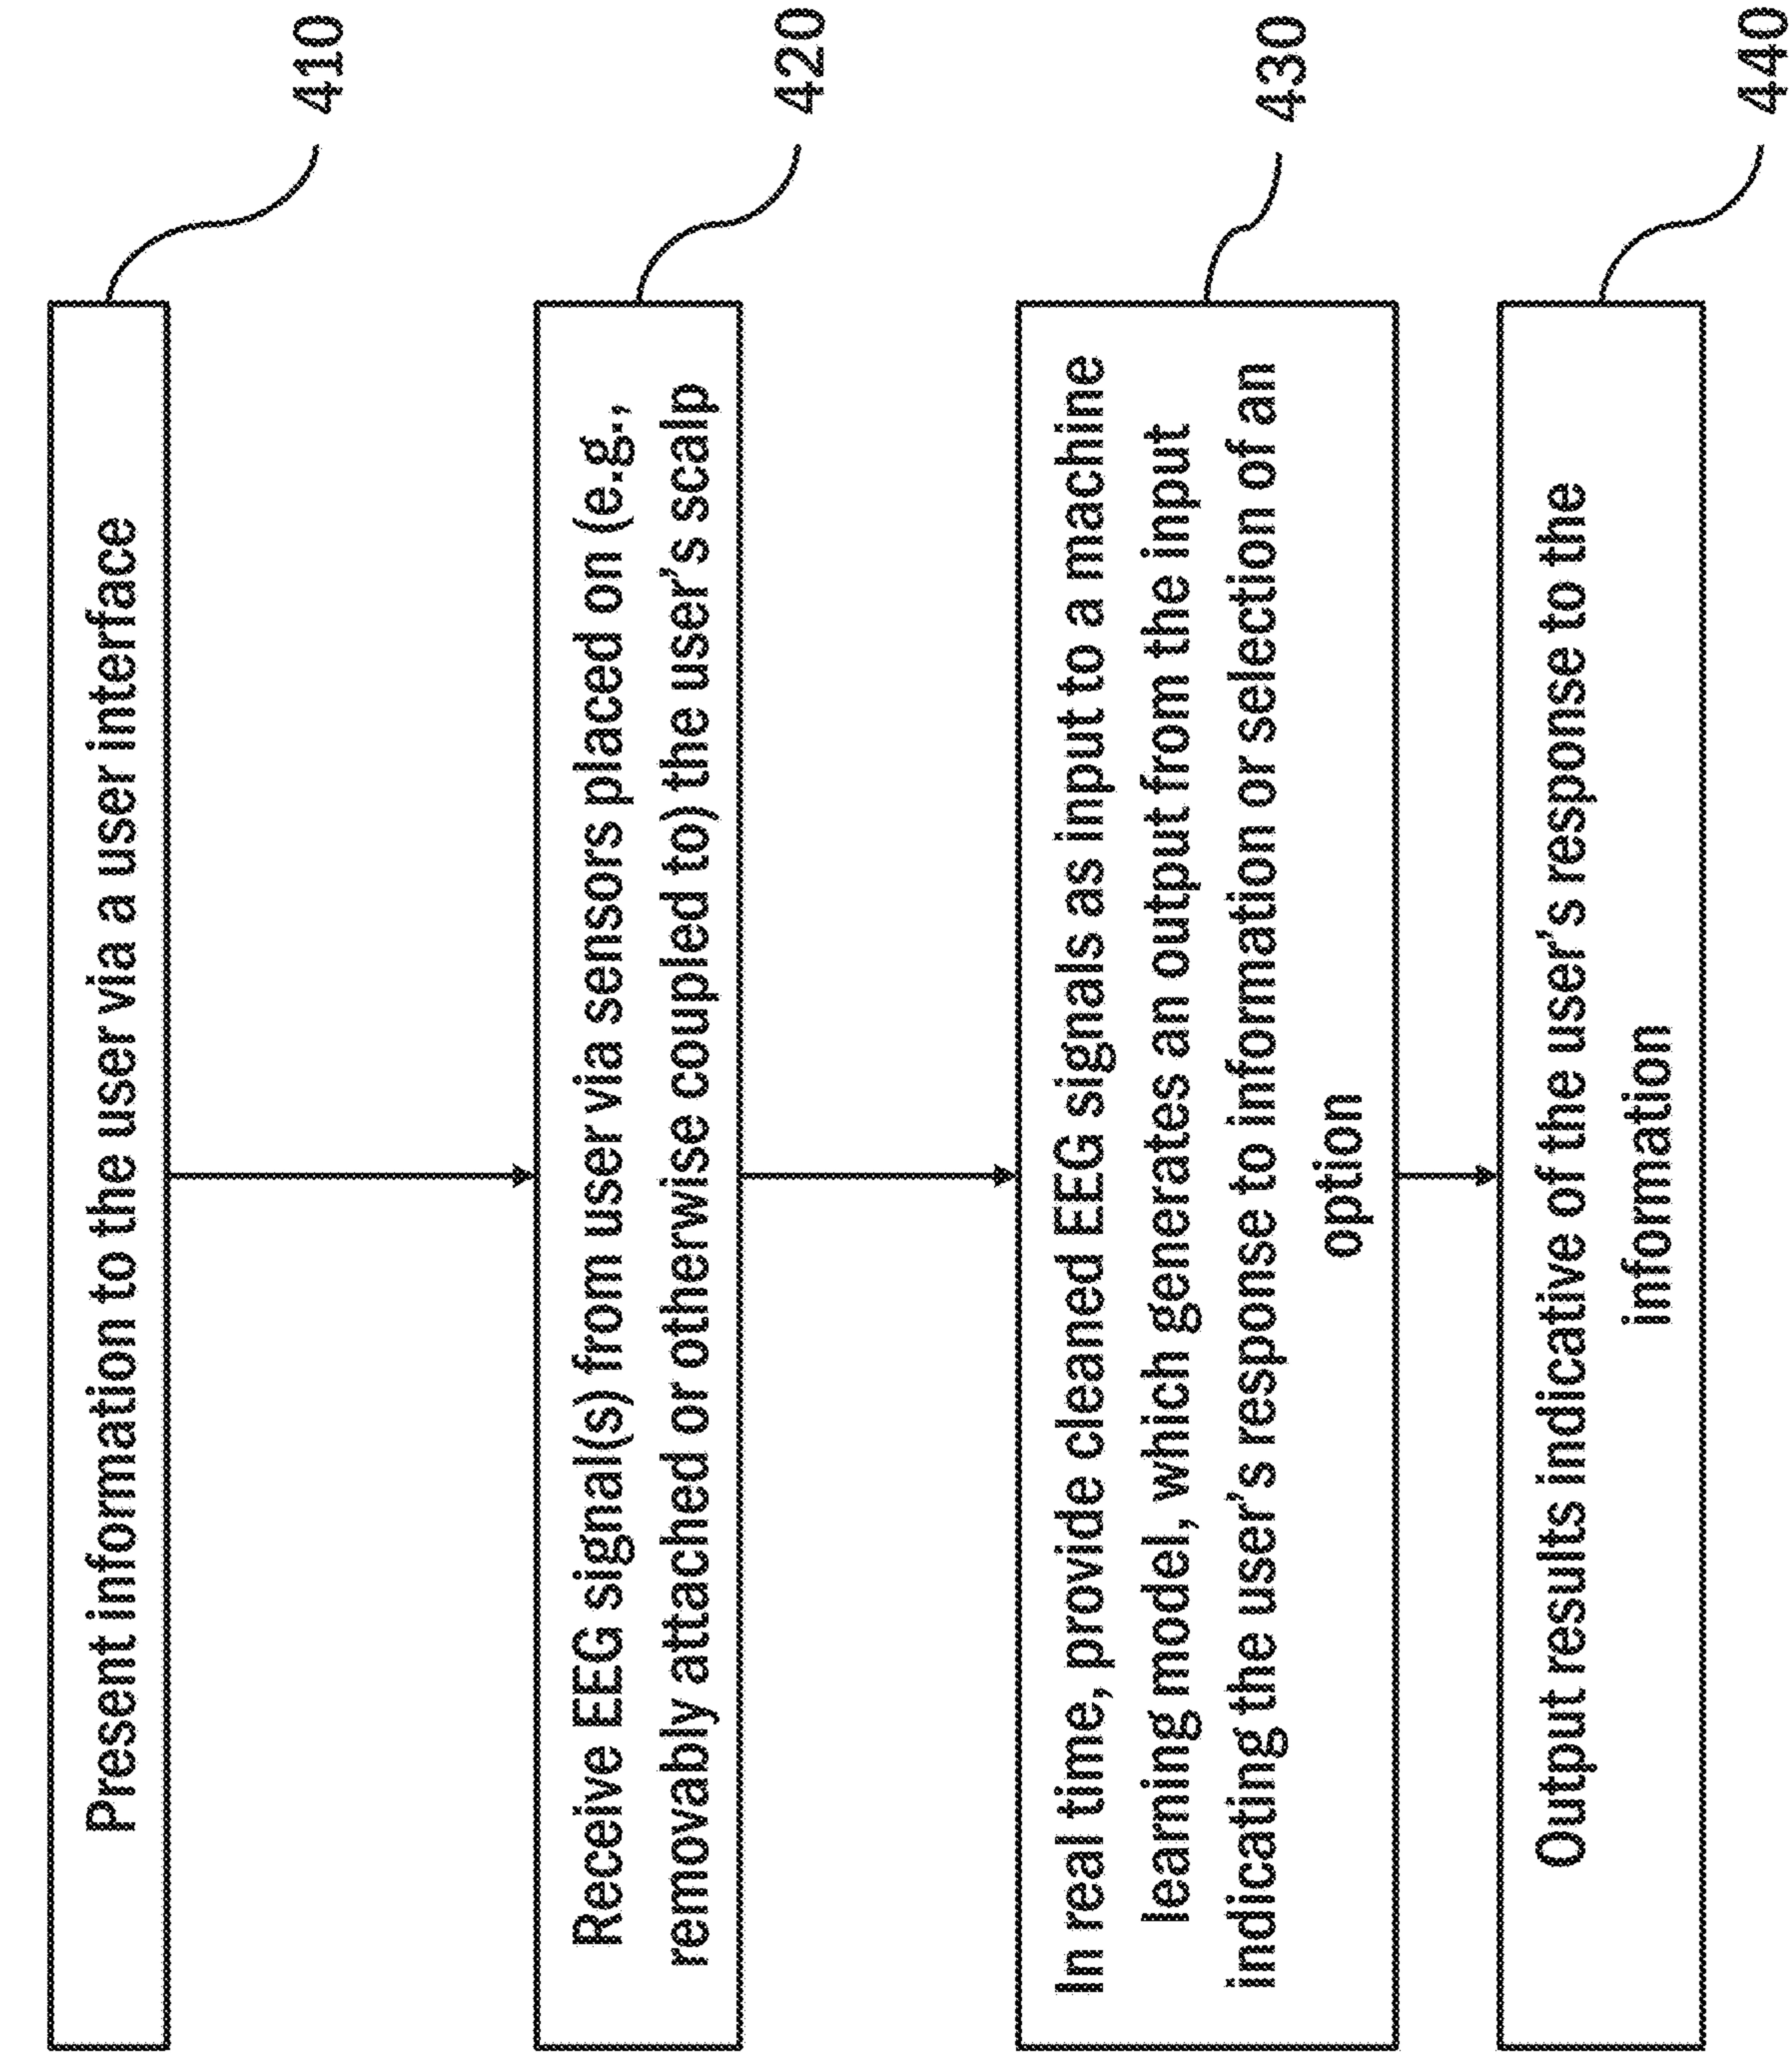 Present information to the user via a user interface
410
Receive EEG signal(s) from user via sensors placed on (e.g.,
removably attached or otherwise coupled to) the user's scalp
420
In real time, provide cleaned EEG signals as input to a machine
learning model, which generates an output from the input
indicating the user's response to information or selection of an
option
430
Output results indicative of the user's response to the
information
440